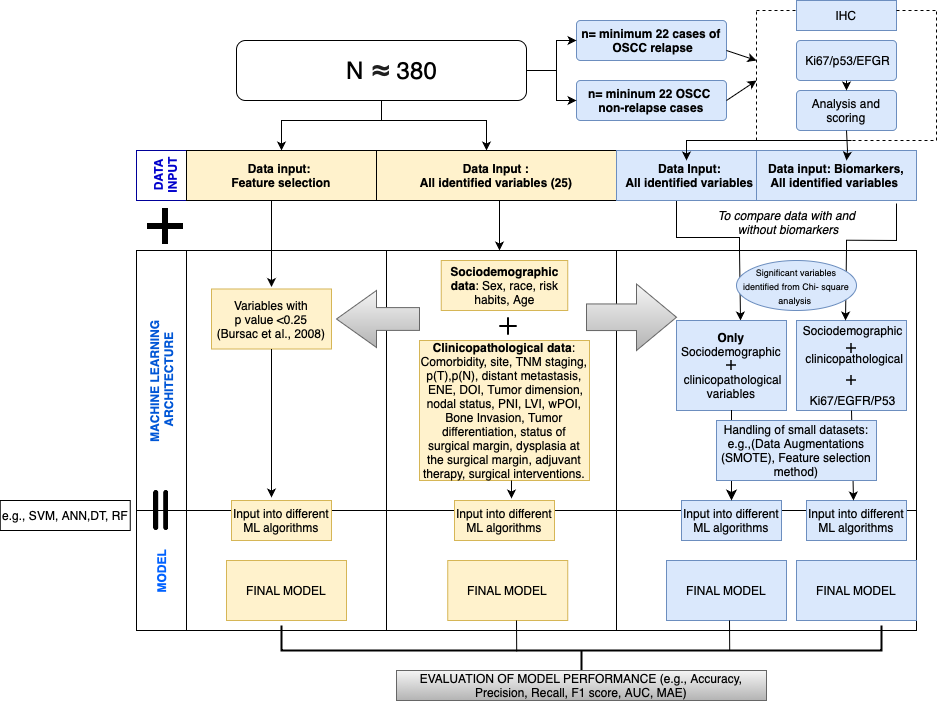 IHC
n= minimum 22 cases of
OSCC relapse
N ≈ 380
Ki67/p53/EFGR
n= mininum 22 OSCC
non-relapse cases
Analysis and
scoring
DATA
INPUT
Data input:
Feature selection
Data Input :
All identified variables (25)
Data Input:
All identified variables
Data input: Biomarkers,
All identified variables
+
To compare data with and
without biomarkers
MACHINE LEARNING
ARCHITECTURE
Variables with
p value <0.25
(Bursac et al., 2008)
Sociodemographic
data: Sex, race, risk
habits, Age
+
Clinicopathological data:
Comorbidity, site, TNM staging,
p(T),p(N), distant metastasis,
ENE, DOI, Tumor dimension,
nodal status, PNI, LVI, wPOI,
Bone Invasion, Tumor
differentiation, status of
surgical margin, dysplasia at
the surgical margin, adjuvant
therapy, surgical interventions.
Significant variables
identified from Chi- square
analysis
Only
Sociodemographic
+
clinicopathological
variables
Sociodemographic
+
clinicopathological
+
Ki67/EGFR/P53
Handling of small datasets:
e.g.,(Data Augmentations
(SMOTE), Feature selection
method)
e.g., SVM, ANN,DT, RF
Input into different
ML algorithms
Input into different
ML algorithms
Input into different
ML algorithms
Input into different
ML algorithms
MODEL
FINAL MODEL
FINAL MODEL
FINAL MODEL
FINAL MODEL
EVALUATION OF MODEL PERFORMANCE (e.g., Accuracy,
Precision, Recall, F1 score, AUC, MAE)